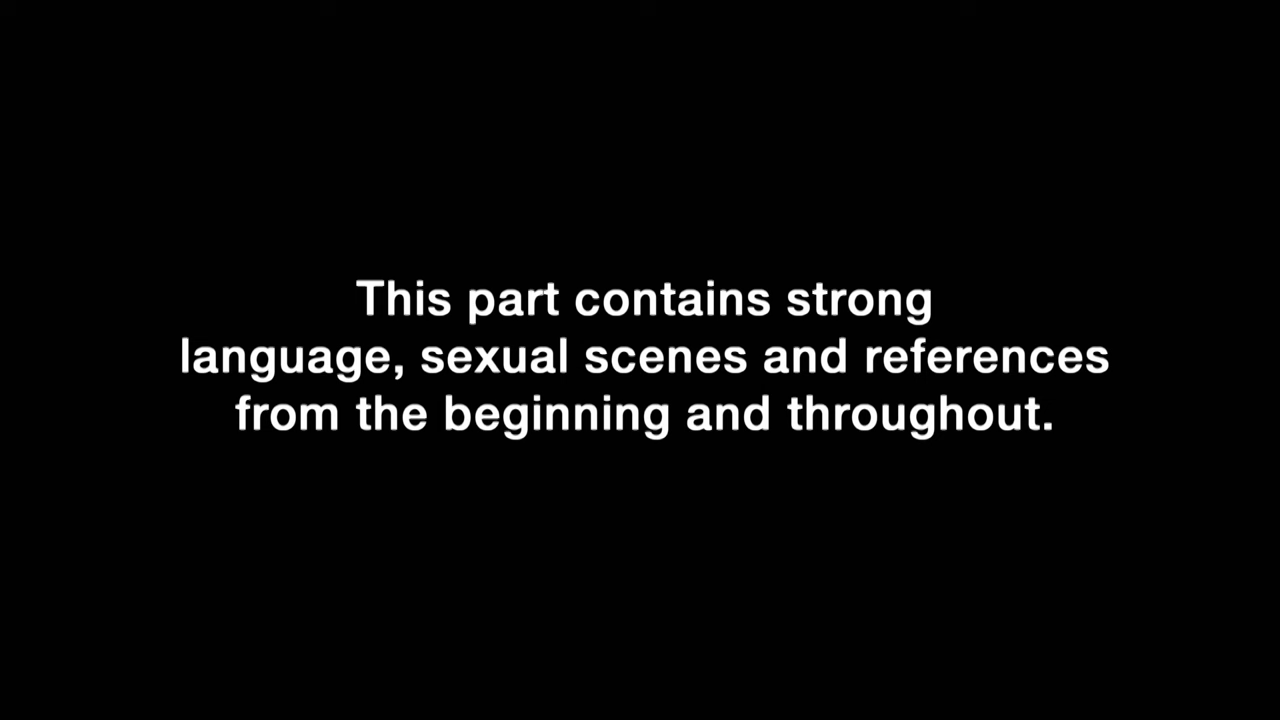 This part contains strong
language, sexual scenes and references
from the beginning and throughout.